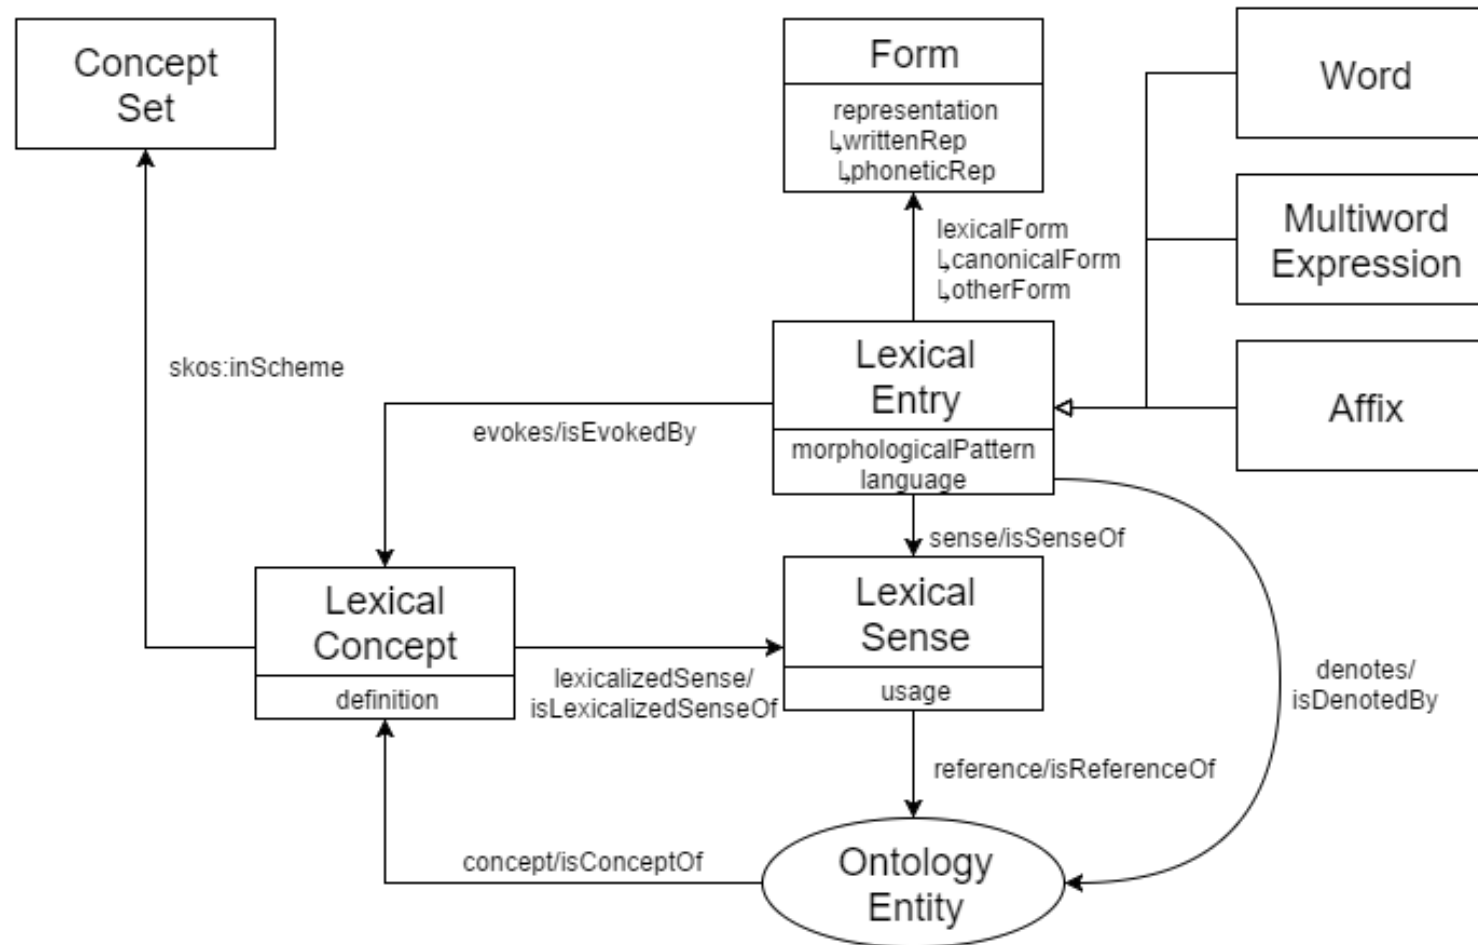 Concept
Set
Form
representation
↳writtenRep
↳phoneticRep
Word
Multiword
Expression
Affix
lexicalForm
↳canonicalForm
↳otherForm
skos:inScheme
Lexical
Entry
morphologicalPattern
language
evokes/isEvokedBy
sense/isSenseOf
Lexical
Concept
definition
lexicalizedSense/
isLexicalizedSenseOf
Lexical
Sense
usage
denotes/
isDenotedBy
reference/isReferenceOf
concept/isConceptOf
Ontology
Entity